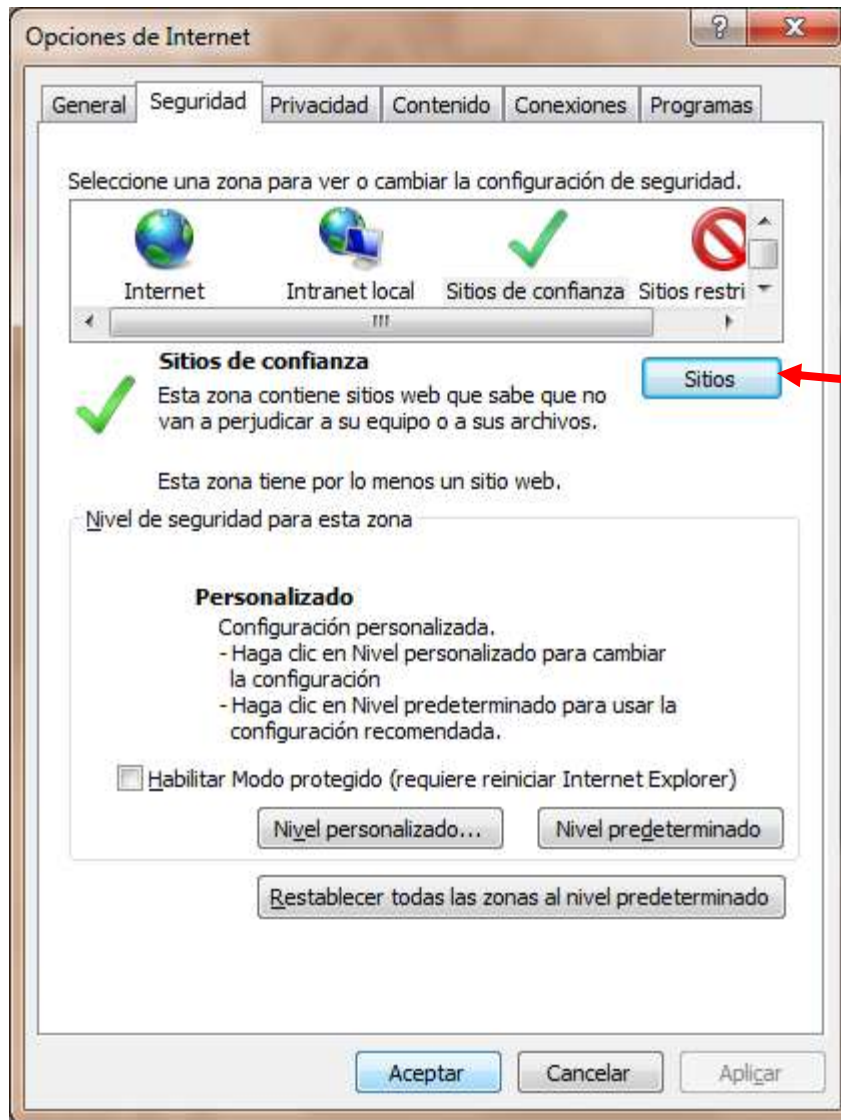 Opciones de Internet
General Seguridad Privacidad Contenido Conexiones Programas
Seleccione una zona para ver o cambiar la configuración de seguridad.
Internet Intranet local Sitios de confianza Sitios restri
Sitios de confianza
Sitios
Esta zona contiene sitios web que sabe que no
van a perjudicar a su equipo o a sus archivos.
Esta zona tiene por lo menos un sitio web.
Nivel de seguridad para esta zona
Personalizado
Configuración personalizada.
- Haga clic en Nivel personalizado para cambiar
la configuración
- Haga clic en Nivel predeterminado para usar la
configuración recomendada.
Habilitar Modo protegido (requiere reiniciar Internet Explorer)
Nivel personalizado... Nivel predeterminado
Restablecer todas las zonas al nivel predeterminado
Aceptar Cancelar Aplicar